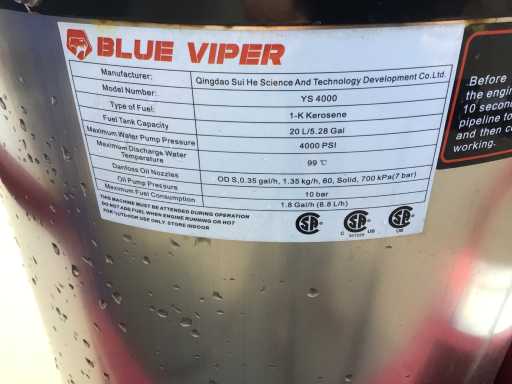 BLUE VIPER
Manufacturer: Qingdao Sui He Science And Technology Development Co.Ltd.
Model Number: YS 4000
Type of Fuel: 1-K Kerosene
Fuel Tank Capacity 20 L/5.28 Gal
Maximum Water Pump Pressure 4000 PSI
Maximum Discharge Water Temperature 99 ℃
Danfoss Oil Nozzles OD S,0.35 gal/h, 1.35 kg/h, 60, Solid, 700 kPa(7 bar)
Oil Pump Pressure 10 bar
Maximum Fuel Consumption 1.8 Gal/h (6.8 L/h)
THIS MACHINE MUST BE ATTENDED DURING OPERATION
DO NOT ADD FUEL WHEN ENGINE RUNNING OR HOT
FOR OUTDOOR USE ONLY. STORE INDOOR
C US
US
Before
the engin
10 second
pipeline to
and then co
working.